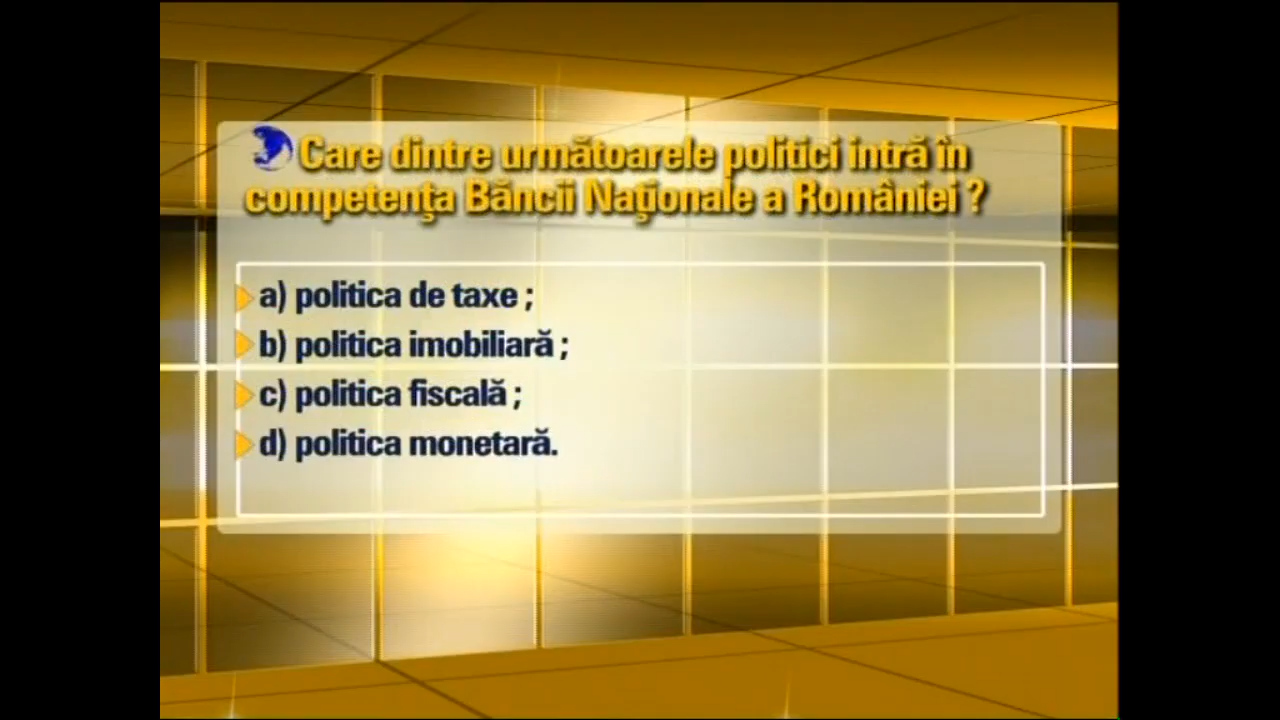 Care dintre următoarele politici intră în
competenţa Băncii Naţionale a României ?
a) politica de taxe ;
b) politica imobiliară ;
c) politica fiscală ;
d) politica monetară.